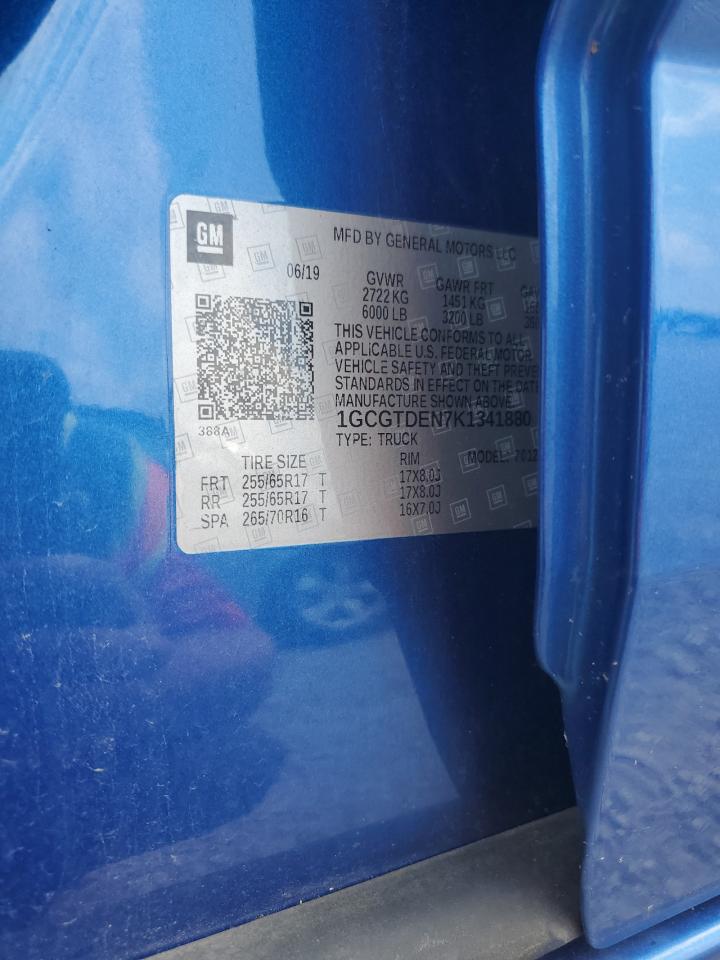 GM
MFD BY GENERAL MOTORS LLC
06/19
GVWR GAWR FRT
2722 KG 1451 KG
6000 LB 3200 LB
THIS VEHICLE CONFORMS TO ALL
APPLICABLE U.S. FEDERAL MOTOR
VEHICLE SAFETY AND THEFT PREVE
STANDARDS IN EFFECT ON THE DATE
MANUFACTURE SHOWN ABOVE.
1GCGTDEN7K1341880
388A
TYPE: TRUCK
TIRE SIZE RIM MODEL:
FRT 255/65R17 T 17X8.0J
RR 255/65R17 T 17X8.0J
SPA 265/70R16 T 16X7.0J